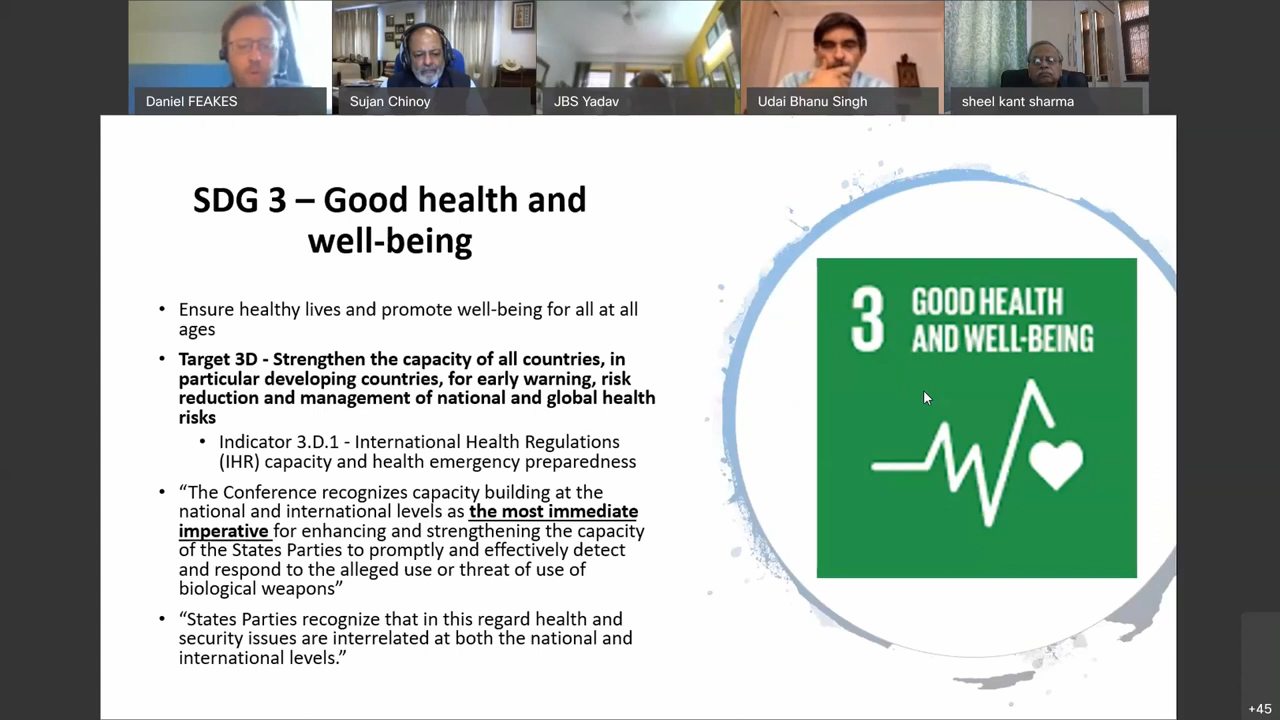 Daniel FEAKES
Sujan Chinoy
JBS Yadav
Udai Bhanu Singh
sheel kant sharma
SDG 3 – Good health and
well-being
• Ensure healthy lives and promote well-being for all at all
ages
• Target 3D - Strengthen the capacity of all countries, in
particular developing countries, for early warning, risk
reduction and management of national and global health
risks
• Indicator 3.D.1 - International Health Regulations
(IHR) capacity and health emergency preparedness
• “The Conference recognizes capacity building at the
national and international levels as the most immediate
imperative for enhancing and strengthening the capacity
of the States Parties to promptly and effectively detect
and respond to the alleged use or threat of use of
biological weapons”
• “States Parties recognize that in this regard health and
security issues are interrelated at both the national and
international levels.”
3 GOOD HEALTH
AND WELL-BEING
+45